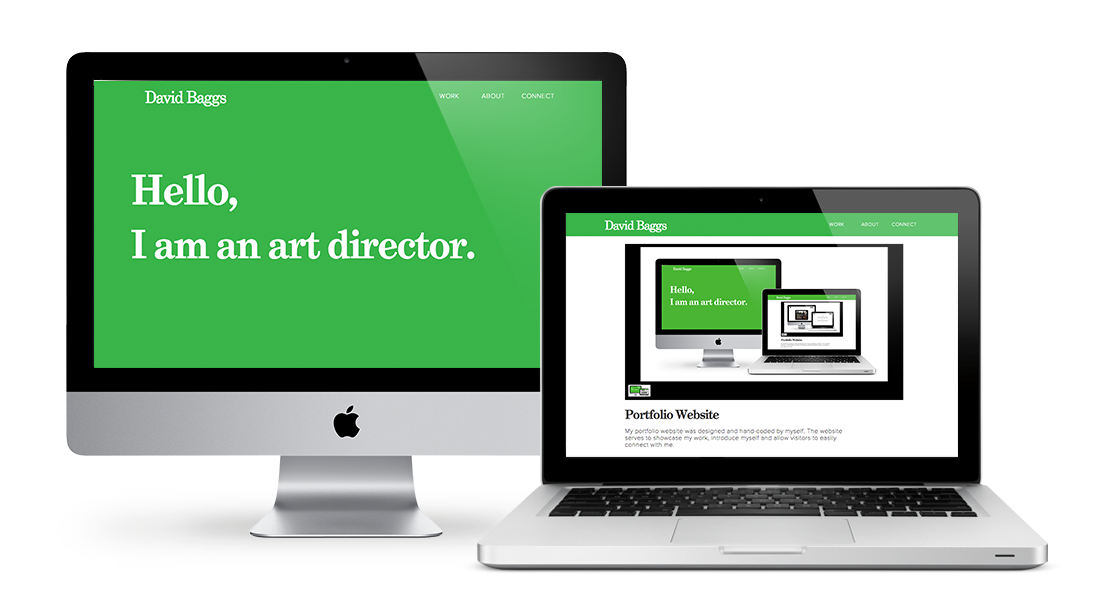 David Baggs
WORK ABOUT CONNECT
Hello,
I am an art director.
David Baggs
WORK ABOUT CONNECT
David Baggs
Hello,
I am an art director.
David Baggs
Portfolio Website
Portfolio Website
My portfolio website was designed and hand-coded by myself. The website
serves to showcase my work, introduce myself and allow visitors to easily
connect with me.